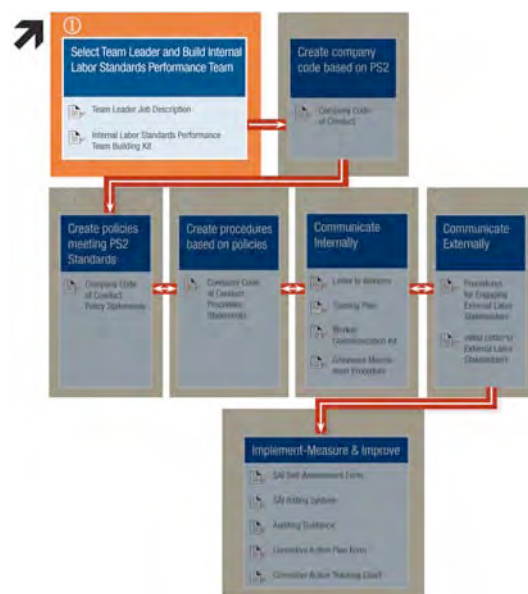 ①
Select Team Leader and Build Internal
Labor Standards Performance Team
Team Leader Job Description
Internal Labor Standards Performance
Team Building Kit
Create company
code based on PS2
Company Code
of Conduct
Create policies
meeting PS2
Standards
Company Code
of Conduct
Policy Statements
Create procedures
based on policies
Company Code
of Conduct
Procedure
Statements
Communicate
Internally
Letter to Workers
Training Plan
Worker
Communication Kit
Grievance
Procedure
Communicate
Externally
Procedures
for Engaging
External Labor
Stakeholders
Initial Letter to
External Labor
Stakeholders
Implement-Measure & Improve
SAI Self-Assessment Form
SAI Rating System
Auditing Guidance
Corrective Action Plan Form
Corrective Action Tracking Chart